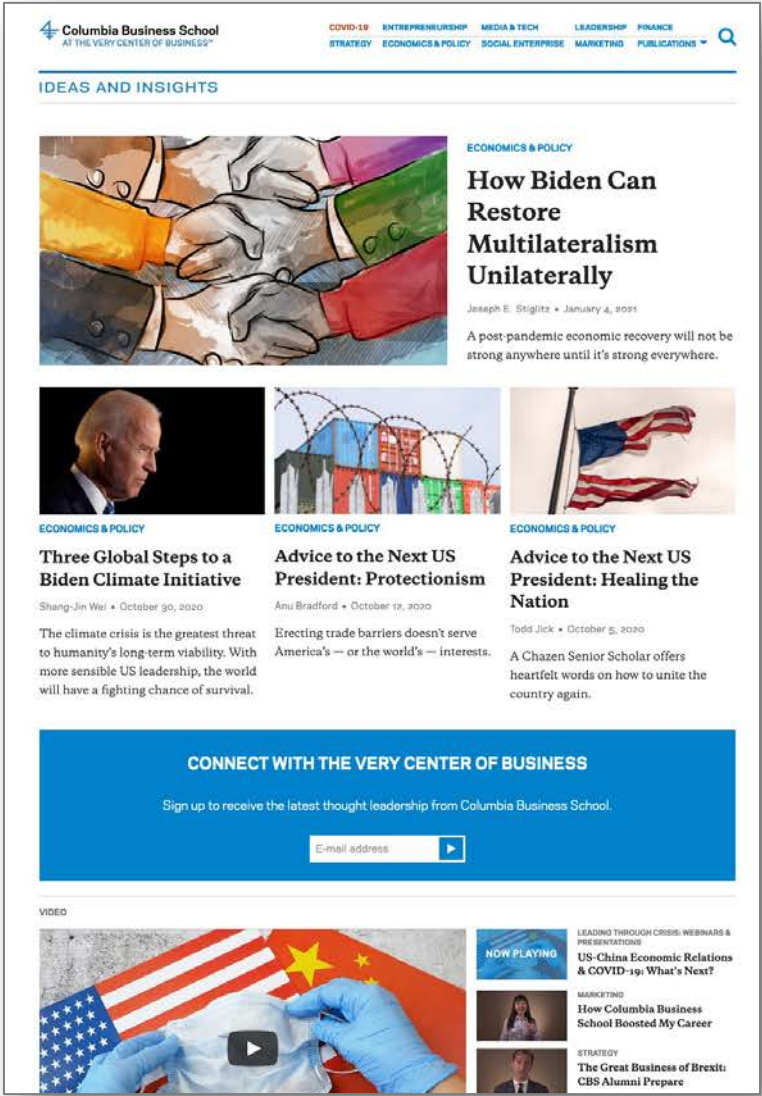 Columbia Business School
AT THE VERY CENTER OF BUSINESS™
COVID-19 ENTREPRENEURSHIP MEDIA & TECH LEADERSHIP FINANCE
STRATEGY ECONOMICS & POLICY SOCIAL ENTERPRISE MARKETING PUBLICATIONS
IDEAS AND INSIGHTS
ECONOMICS & POLICY
How Biden Can
Restore
Multilateralism
Unilaterally
Joseph E. Stiglitz • January 4, 2021
A post-pandemic economic recovery will not be
strong anywhere until it's strong everywhere.
ECONOMICS & POLICY
Three Global Steps to a
Biden Climate Initiative
Shang-Jin Wei • October 30, 2020
The climate crisis is the greatest threat
to humanity's long-term viability. With
more sensible US leadership, the world
will have a fighting chance of survival.
ECONOMICS & POLICY
Advice to the Next US
President: Protectionism
Anu Bradford • October 12, 2020
Erecting trade barriers doesn't serve
America's — or the world's — interests.
ECONOMICS & POLICY
Advice to the Next US
President: Healing the
Nation
Todd Jick • October 5, 2020
A Chazen Senior Scholar offers
heartfelt words on how to unite the
country again.
CONNECT WITH THE VERY CENTER OF BUSINESS
Sign up to receive the latest thought leadership from Columbia Business School.
E-mail address
VIDEO
NOW PLAYING
LEADING THROUGH CRISIS: WEBINARS &
PRESENTATIONS
US-China Economic Relations
& COVID-19: What's Next?
MARKETING
How Columbia Business
School Boosted My Career
STRATEGY
The Great Business of Brexit:
CBS Alumni Prepare